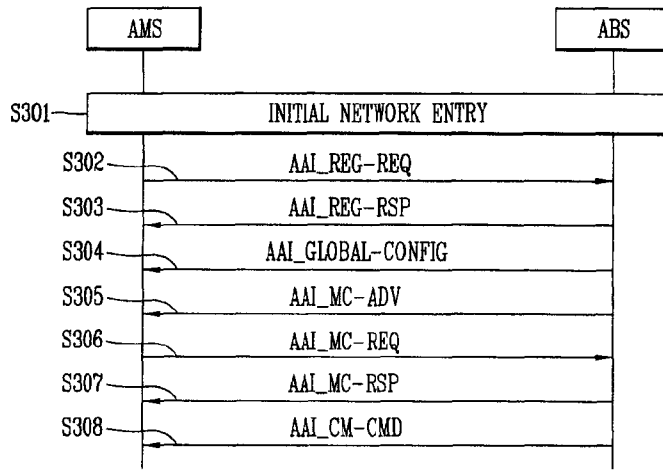 AMS ABS
S301 INITIAL NETWORK ENTRY
S302 AAI_REG-REQ
S303 AAI_REG-RSP
S304 AAI_GLOBAL-CONFIG
S305 AAI_MC-ADV
S306 AAI_MC-REQ
S307 AAI_MC-RSP
S308 AAI_CM-CMD